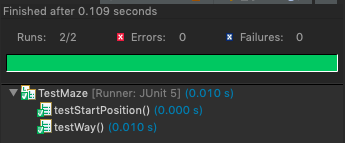 Finished after 0.109 seconds
Runs: 2/2 Errors: 0 Failures: 0
TestMaze [Runner: JUnit 5] (0.010 s)
testStartPosition() (0.000 s)
testWay() (0.010 s)